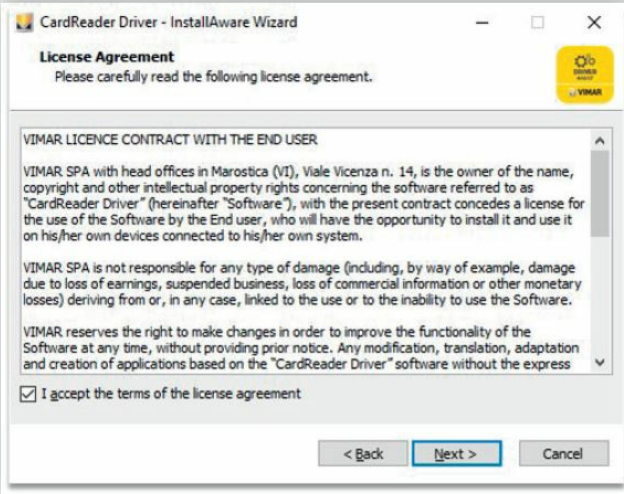 CardReader Driver - InstallAware Wizard
License Agreement
Please carefully read the following license agreement.
DRIVER
VIMAR
VIMAR LICENCE CONTRACT WITH THE END USER
VIMAR SPA with head offices in Marostica (VI), Viale Vicenza n. 14, is the owner of the name,
copyright and other intellectual property rights concerning the software referred to as
"CardReader Driver" (hereinafter "Software"), with the present contract concedes a license for
the use of the Software by the End user, who will have the opportunity to install it and use it
on his/her own devices connected to his/her own system.
VIMAR SPA is not responsible for any type of damage (including, by way of example, damage
due to loss of earnings, suspended business, loss of commercial information or other monetary
losses) deriving from or, in any case, linked to the use or to the inability to use the Software.
VIMAR reserves the right to make changes in order to improve the functionality of the
Software at any time, without providing prior notice. Any modification, translation, adaptation
and creation of applications based on the "CardReader Driver" software without the express
I accept the terms of the license agreement
< Back
Next >
Cancel